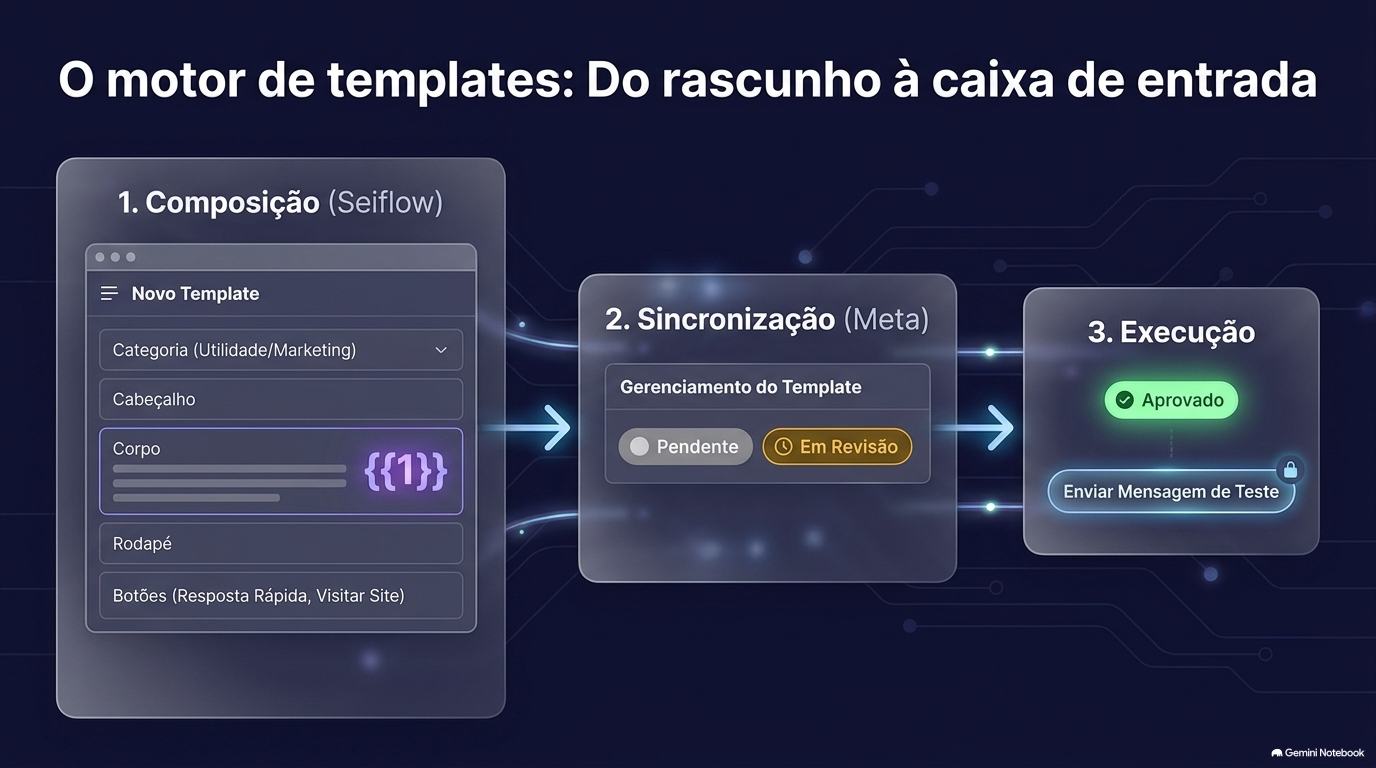 O motor de templates: Do rascunho à caixa de entrada
1. Composição (Seiflow)
Novo Template
Categoria (Utilidade/Marketing)
Cabeçalho
Corpo
{{1}}
Rodapé
Botões (Resposta Rápida, Visitar Site)
2. Sincronização (Meta)
Gerenciamento do Template
Pendente
Em Revisão
3. Execução
Aprovado
Enviar Mensagem de Teste
Gemini Notebook